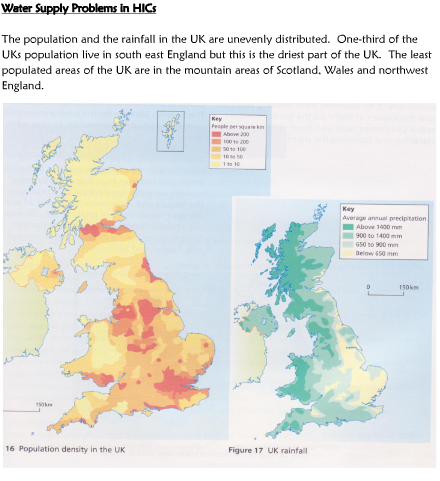 Water Supply Problems in HICs
The population and the rainfall in the UK are unevenly distributed. One-third of the
UKs population live in south east England but this is the driest part of the UK. The least
populated areas of the UK are in the mountain areas of Scotland, Wales and northwest
England.
Key
People per square km
Above 200
100 to 200
50 to 100
10 to 50
1 to 10
Key
Average annual precipitation
Above 1400 mm
900 to 1400 mm
650 to 900 mm
Below 650 mm
0 150km
150km
16 Population density in the UK
Figure 17 UK rainfall